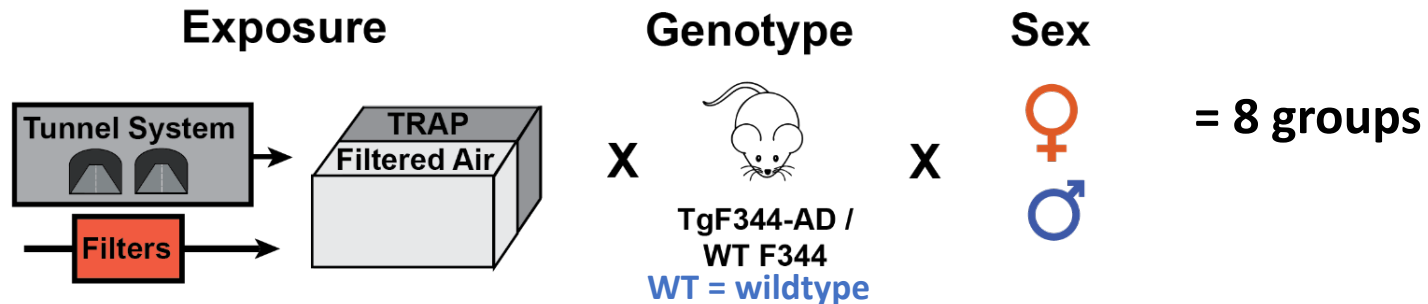 Exposure
Genotype
Sex
Tunnel System
TRAP
Filtered Air
Filters
X
TgF344-AD /
WT F344
WT = wildtype
X
= 8 groups